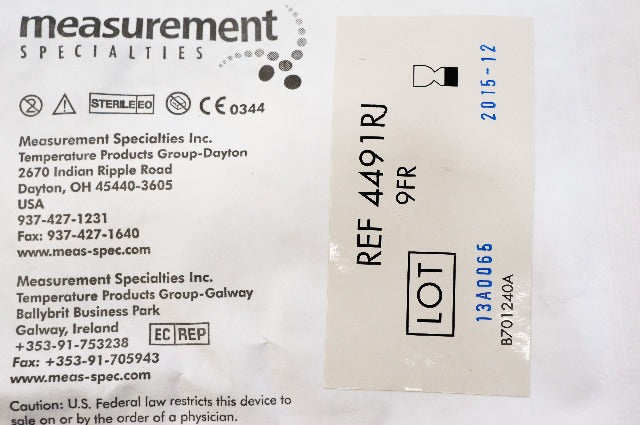 measurement
SPECIALTIES
2
STERILE EO
CE 0344
Measurement Specialties Inc.
Temperature Products Group-Dayton
2670 Indian Ripple Road
Dayton, OH 45440-3605
USA
937-427-1231
Fax: 937-427-1640
www.meas-spec.com
Measurement Specialties Inc.
Temperature Products Group-Galway
Ballybrit Business Park
Galway, Ireland
EC REP
+353-91-753238
Fax: +353-91-705943
www.meas-spec.com
Caution: U.S. Federal law restricts this device to
sale on or by the order of a physician.
REF 4491RJ
9FR
2015-12
LOT
13A0065
B701240A